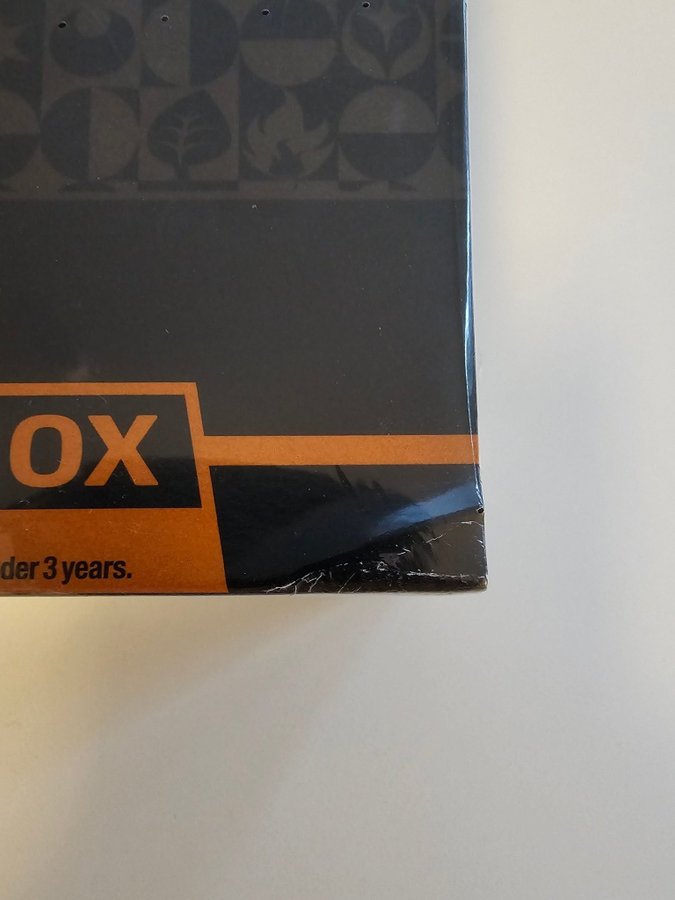 OX
der 3 years.